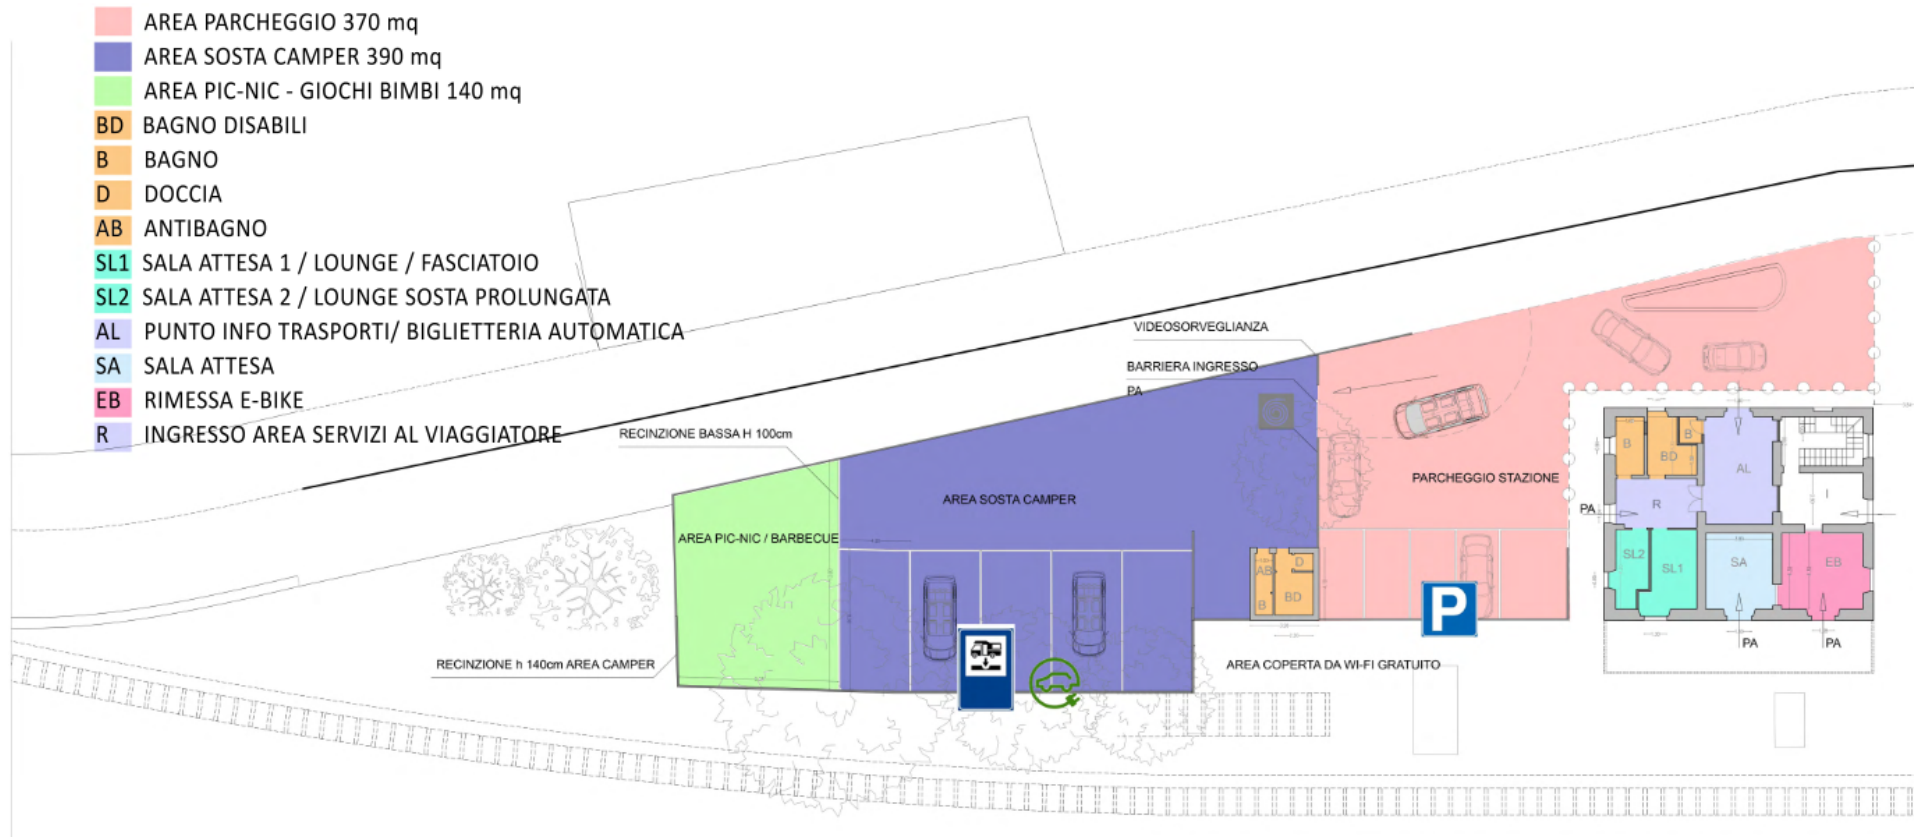 AREA PARCHEGGIO 370 mq
AREA SOSTA CAMPER 390 mq
AREA PIC-NIC - GIOCHI BIMBI 140 mq
BD BAGNO DISABILI
B BAGNO
D DOCCIA
AB ANTIBAGNO
SL1 SALA ATTESA 1 / LOUNGE / FASCIATOIO
SL2 SALA ATTESA 2 / LOUNGE SOSTA PROLUNGATA
AL PUNTO INFO TRASPORTI/ BIGLIETTERIA AUTOMATICA
SA SALA ATTESA
EB RIMESSA E-BIKE
R INGRESSO AREA SERVIZI AL VIAGGIATORE
VIDEOSORVEGLIANZA
BARRIERA INGRESSO
PA
RECINZIONE BASSA H 100cm
AREA SOSTA CAMPER
PARCHEGGIO STAZIONE
AREA PIC-NIC / BARBECUE
RECINZIONE h 140cm AREA CAMPER
AREA COPERTA DA WI-FI GRATUITO
AB
D
B
BD
P
B
BD
B
AL
PA
R
I
SL2
SL1
SA
EB
PA
PA